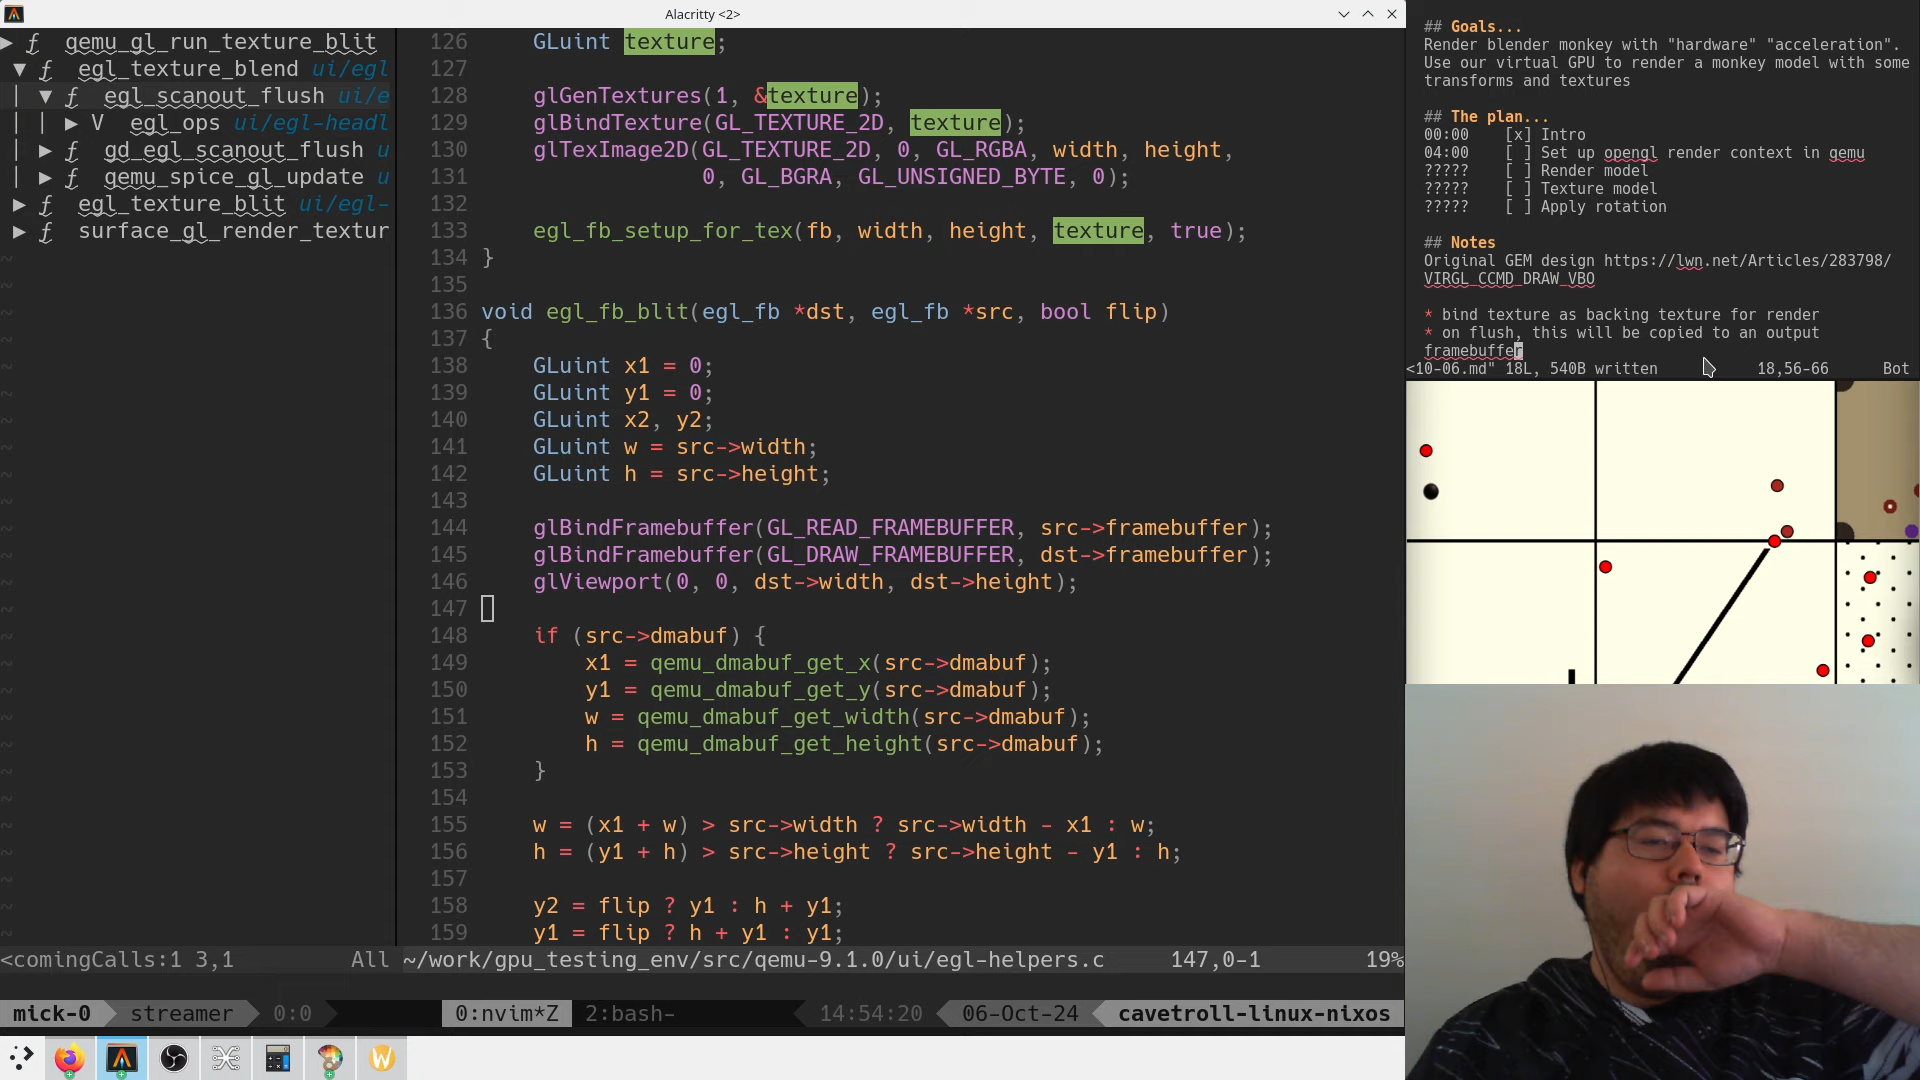 Alacritty <2>
▶ ƒ gemu_gl_run_texture_blit
▼ ƒ egl_texture_blend ui/egl
| ▼ ƒ egl_scanout_flush ui/e
| | ▶ V egl_ops ui/egl-headl
| ▶ ƒ gd_egl_scanout_flush u
| ▶ ƒ gemu_spice_gl_update u
▶ ƒ egl_texture_blit ui/egl-
▶ ƒ surface_gl_render_textur
<comingCalls:1 3,1 All
126 GLuint texture;
127
128 glGenTextures(1, &texture);
129 glBindTexture(GL_TEXTURE_2D, texture);
130 glTexImage2D(GL_TEXTURE_2D, 0, GL_RGBA, width, height,
131 0, GL_BGRA, GL_UNSIGNED_BYTE, 0);
132
133 egl_fb_setup_for_tex(fb, width, height, texture, true);
134 }
135
136 void egl_fb_blit(egl_fb *dst, egl_fb *src, bool flip)
137 {
138 GLuint x1 = 0;
139 GLuint y1 = 0;
140 GLuint x2, y2;
141 GLuint w = src->width;
142 GLuint h = src->height;
143
144 glBindFramebuffer(GL_READ_FRAMEBUFFER, src->framebuffer);
145 glBindFramebuffer(GL_DRAW_FRAMEBUFFER, dst->framebuffer);
146 glViewport(0, 0, dst->width, dst->height);
147
148 if (src->dmabuf) {
149 x1 = qemu_dmabuf_get_x(src->dmabuf);
150 y1 = qemu_dmabuf_get_y(src->dmabuf);
151 w = qemu_dmabuf_get_width(src->dmabuf);
152 h = qemu_dmabuf_get_height(src->dmabuf);
153 }
154
155 w = (x1 + w) > src->width ? src->width - x1 : w;
156 h = (y1 + h) > src->height ? src->height - y1 : h;
157
158 y2 = flip ? y1 : h + y1;
159 y1 = flip ? h + y1 : y1;
~/work/gpu_testing_env/src/qemu-9.1.0/ui/egl-helpers.c 147,0-1 19%
mick-0 streamer 0:0 0:nvim*Z 2:bash- 14:54:20 06-Oct-24 cavetroll-linux-nixos
## Goals...
Render blender monkey with "hardware" "acceleration".
Use our virtual GPU to render a monkey model with some
transforms and textures
## The plan...
00:00 [x] Intro
04:00 [ ] Set up opengl render context in qemu
????? [ ] Render model
????? [ ] Texture model
????? [ ] Apply rotation
## Notes
Original GEM design https://lwn.net/Articles/283798/
VIRGL_CCMD_DRAW_VBO
* bind texture as backing texture for render
* on flush, this will be copied to an output
framebuffer
<10-06.md" 18L, 540B written 18,56-66 Bot
W